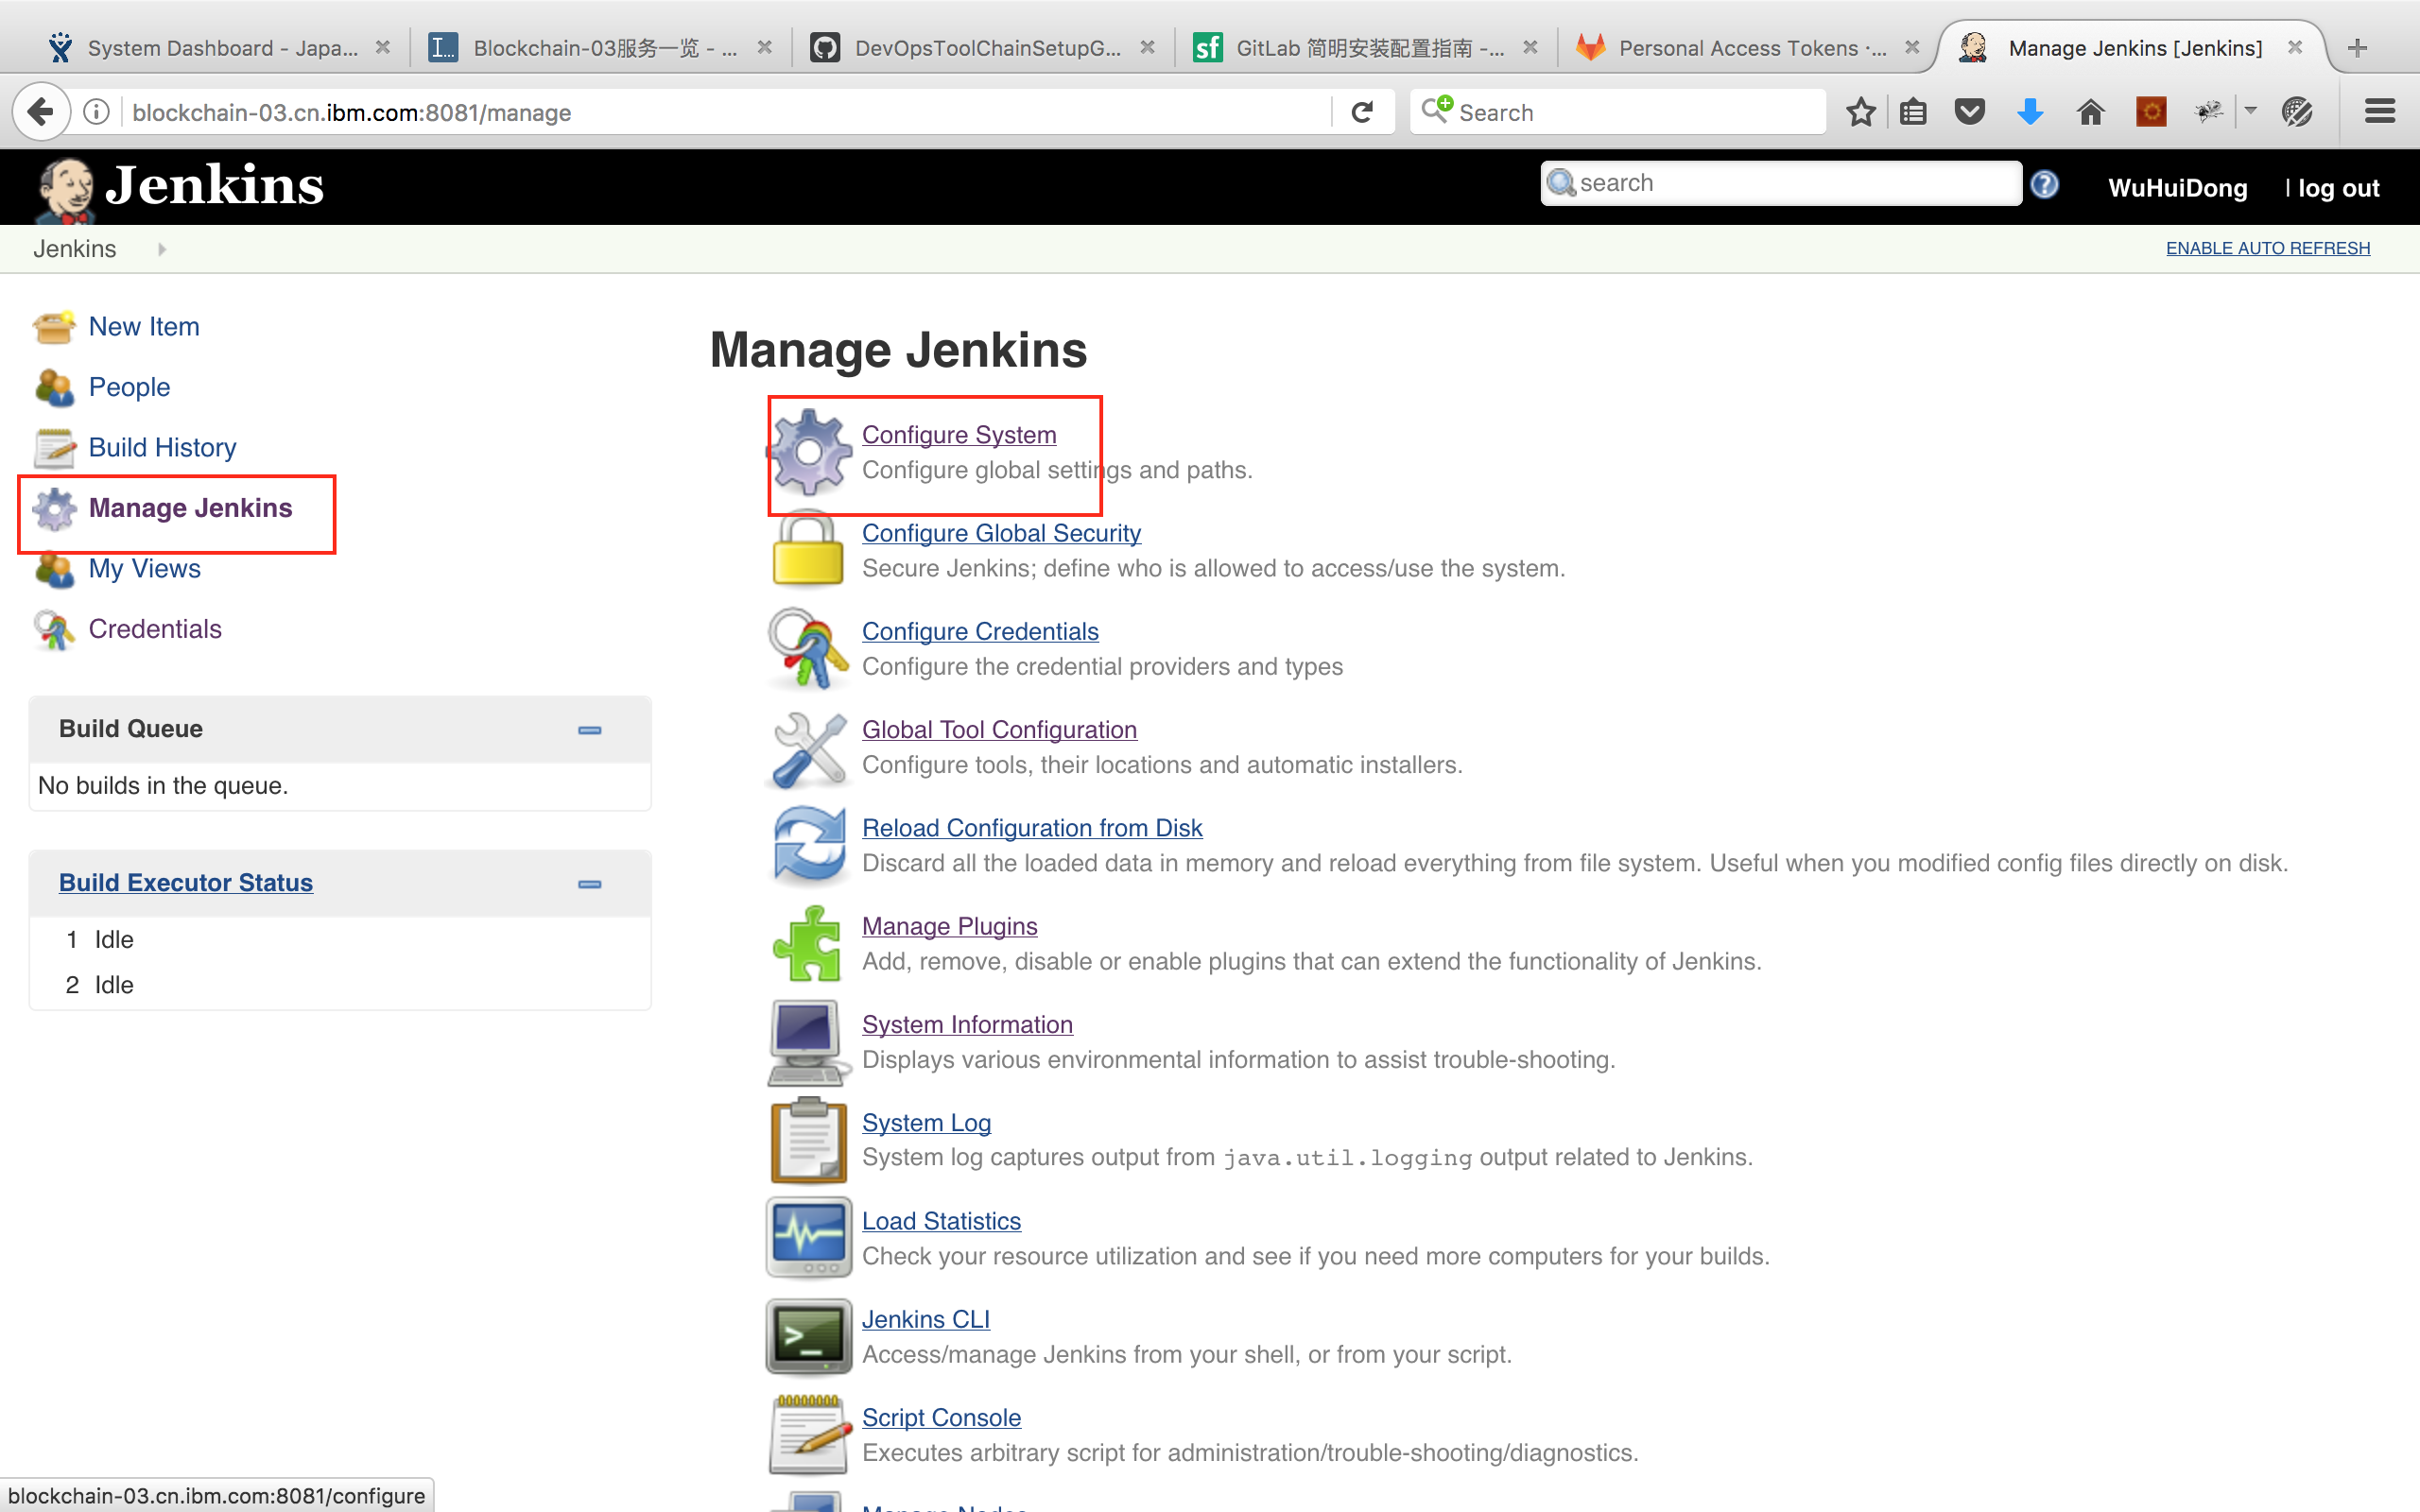 System Dashboard - Japa...
Blockchain-03服务一览 - ...
DevOpsToolChainSetupG...
GitLab 简明安装配置指南 -...
Personal Access Tokens ·...
Manage Jenkins [Jenkins]
blockchain-03.cn.ibm.com:8081/manage
Search
Jenkins
search
WuHuiDong
| log out
Jenkins
ENABLE AUTO REFRESH
New Item
People
Build History
Manage Jenkins
My Views
Credentials
Build Queue
No builds in the queue.
Build Executor Status
1 Idle
2 Idle
Manage Jenkins
Configure System
Configure global settings and paths.
Configure Global Security
Secure Jenkins; define who is allowed to access/use the system.
Configure Credentials
Configure the credential providers and types
Global Tool Configuration
Configure tools, their locations and automatic installers.
Reload Configuration from Disk
Discard all the loaded data in memory and reload everything from file system. Useful when you modified config files directly on disk.
Manage Plugins
Add, remove, disable or enable plugins that can extend the functionality of Jenkins.
System Information
Displays various environmental information to assist trouble-shooting.
System Log
System log captures output from java.util.logging output related to Jenkins.
Load Statistics
Check your resource utilization and see if you need more computers for your builds.
Jenkins CLI
Access/manage Jenkins from your shell, or from your script.
Script Console
Executes arbitrary script for administration/trouble-shooting/diagnostics.
Manage Nodes
blockchain-03.cn.ibm.com:8081/configure